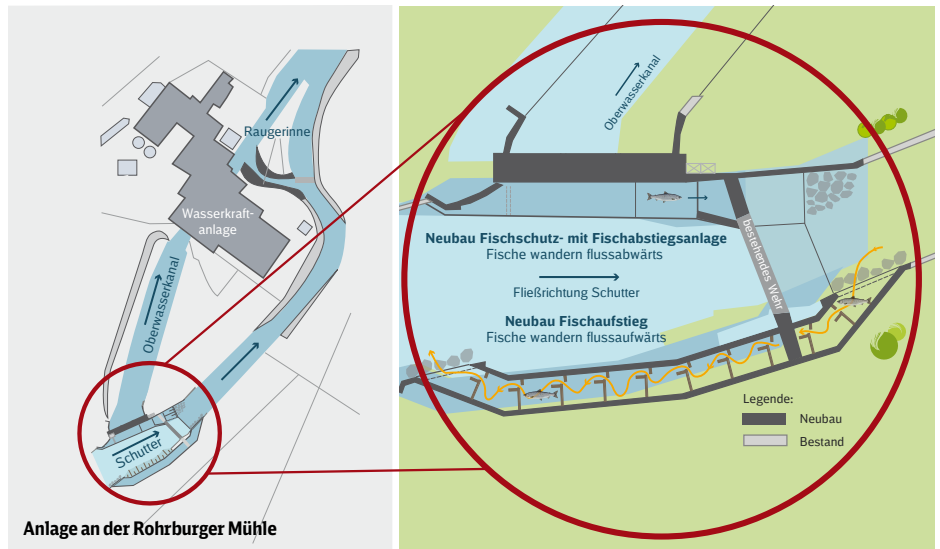 Raugerinne
Wasserkraft-
anlage
Oberwasserkanal
Schutter
Anlage an der Rohrburger Mühle
Oberwasserkanal
bestehendes Wehr
Neubau Fischschutz- mit Fischabstiegsanlage
Fische wandern flussabwärts
Fließrichtung Schutter
Neubau Fischaufstieg
Fische wandern flussaufwärts
Legende:
Neubau
Bestand